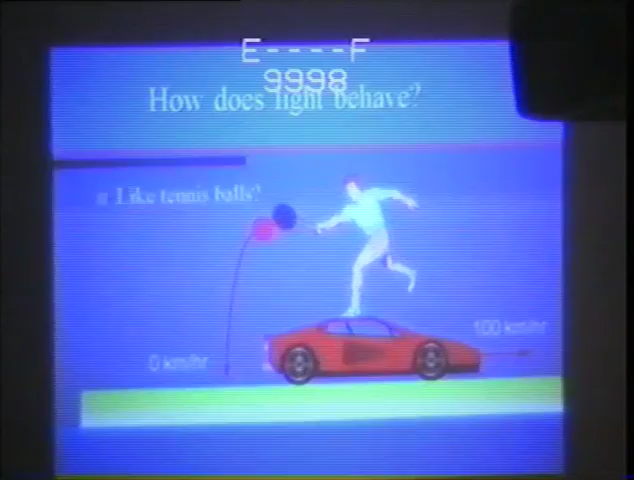 E----F
9998
How does light behave?
Like tennis balls?
100 km/hr
0 km/hr